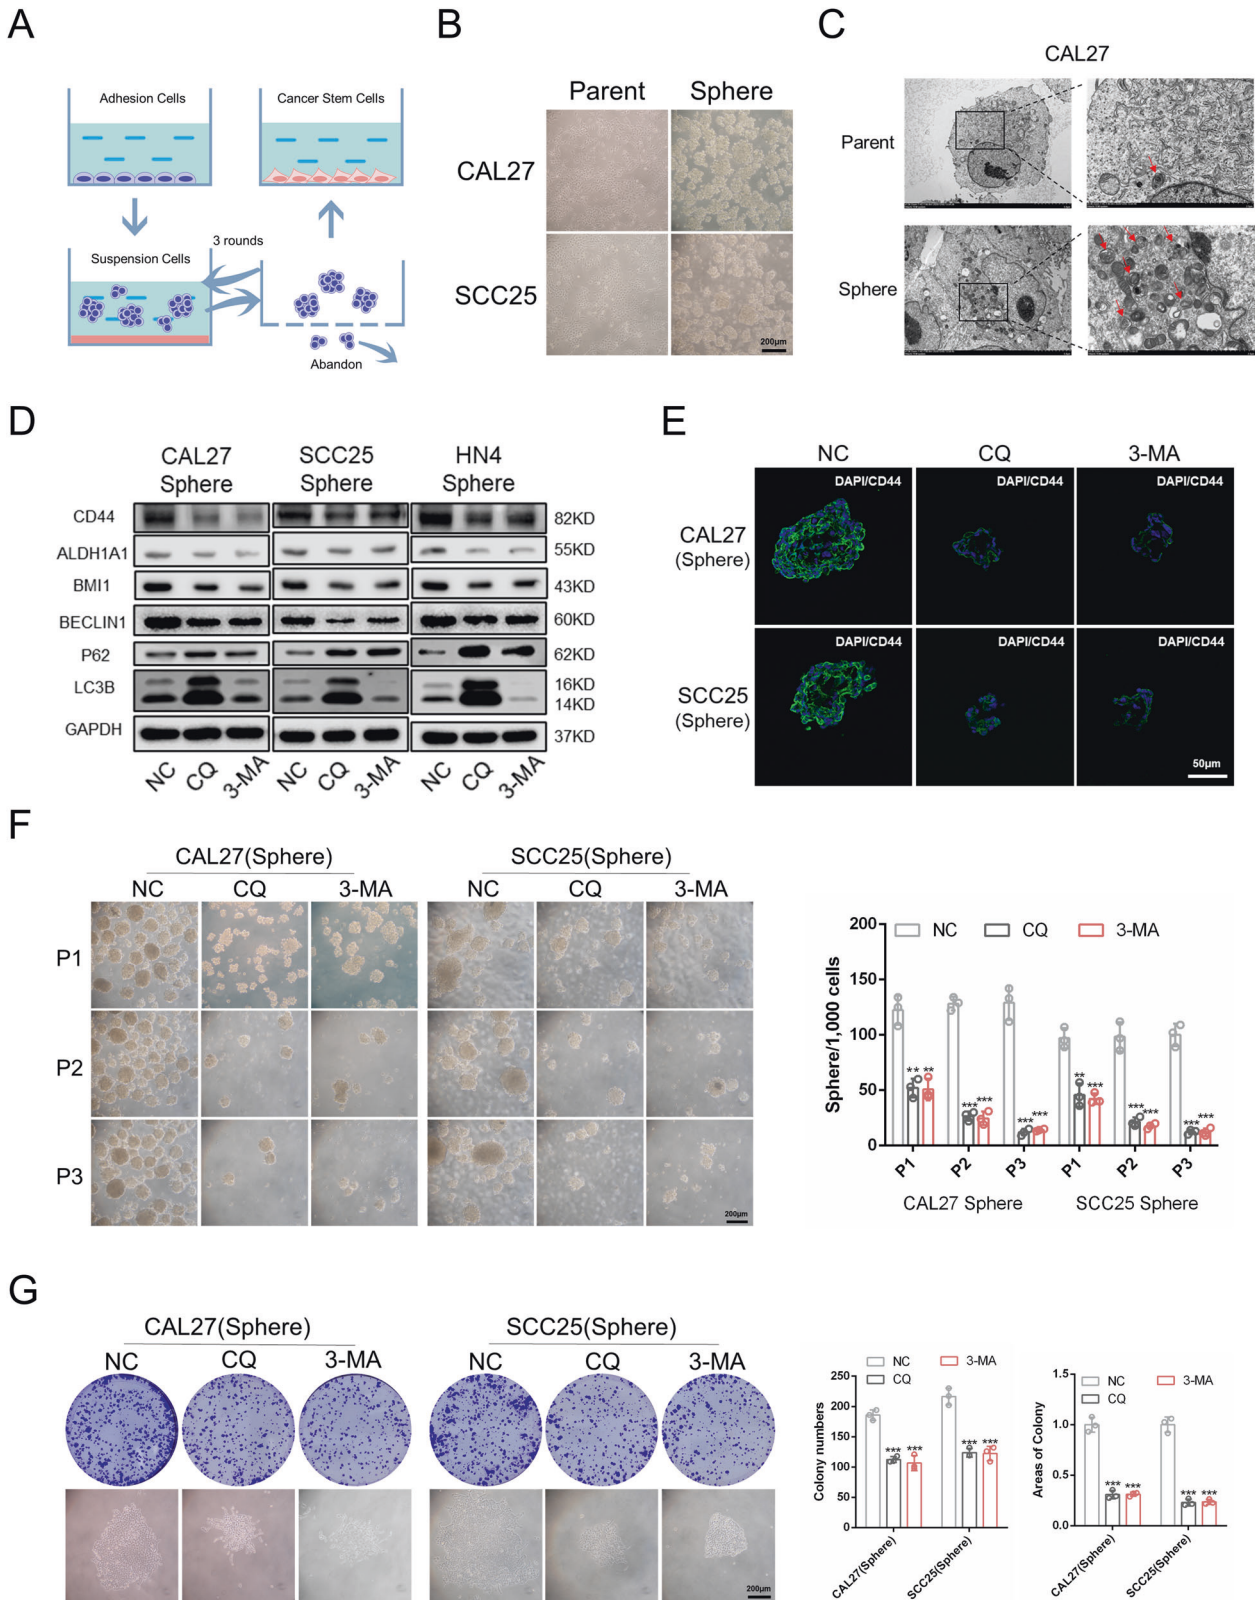 A
Adhesion Cells
Cancer Stem Cells
3 rounds
Suspension Cells
Abandon
B
Parent Sphere
CAL27
SCC25
200μm
C
CAL27
Parent
Sphere
D
CAL27 Sphere
SCC25 Sphere
HN4 Sphere
CD44 82KD
ALDH1A1 55KD
BMI1 43KD
BECLIN1 60KD
P62 62KD
LC3B 16KD
14KD
GAPDH 37KD
NC CQ 3-MA NC CQ 3-MA NC CQ 3-MA
E
NC CQ 3-MA
DAPI/CD44 DAPI/CD44 DAPI/CD44
CAL27
(Sphere)
DAPI/CD44 DAPI/CD44 DAPI/CD44
SCC25
(Sphere)
50μm
F
CAL27(Sphere) SCC25(Sphere)
NC CQ 3-MA NC CQ 3-MA
P1
P2
P3
200μm
NC CQ 3-MA
Sphere/1,000 cells
200
150
100
50
0
** ** *** *** *** *** ** *** *** *** *** ***
P1 P2 P3 P1 P2 P3
CAL27 Sphere SCC25 Sphere
G
CAL27(Sphere) SCC25(Sphere)
NC CQ 3-MA NC CQ 3-MA
200μm
NC 3-MA
CQ
Colony numbers
250
200
150
100
50
0
*** *** *** ***
CAL27(Sphere) SCC25(Sphere)
NC 3-MA
CQ
Areas of Colony
1.5
1.0
0.5
0.0
*** *** *** ***
CAL27(Sphere) SCC25(Sphere)